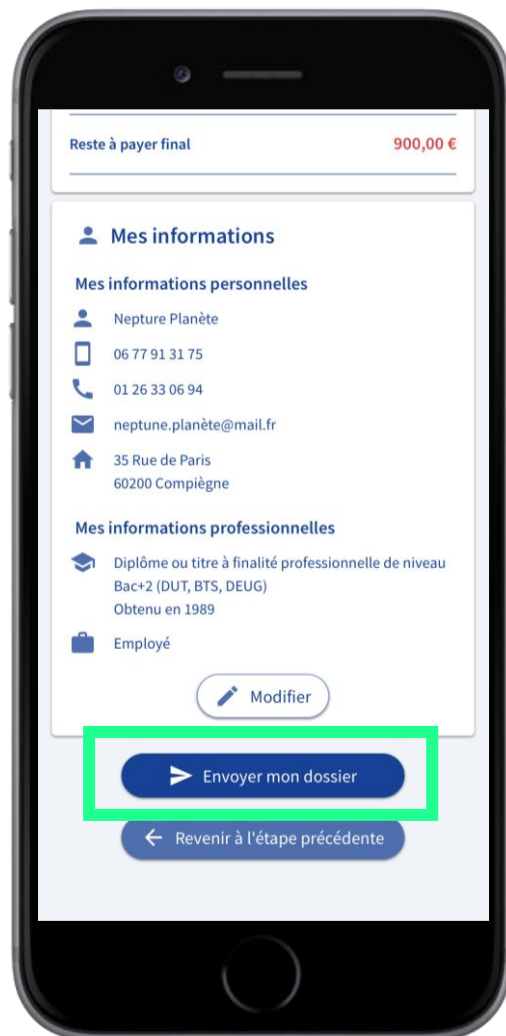 Reste à payer final 900,00 €
Mes informations
Mes informations personnelles
Nepture Planète
06 77 91 31 75
01 26 33 06 94
neptune.planète@mail.fr
35 Rue de Paris
60200 Compiègne
Mes informations professionnelles
Diplôme ou titre à finalité professionnelle de niveau
Bac+2 (DUT, BTS, DEUG)
Obtenu en 1989
Employé
Modifier
Envoyer mon dossier
Revenir à l'étape précédente